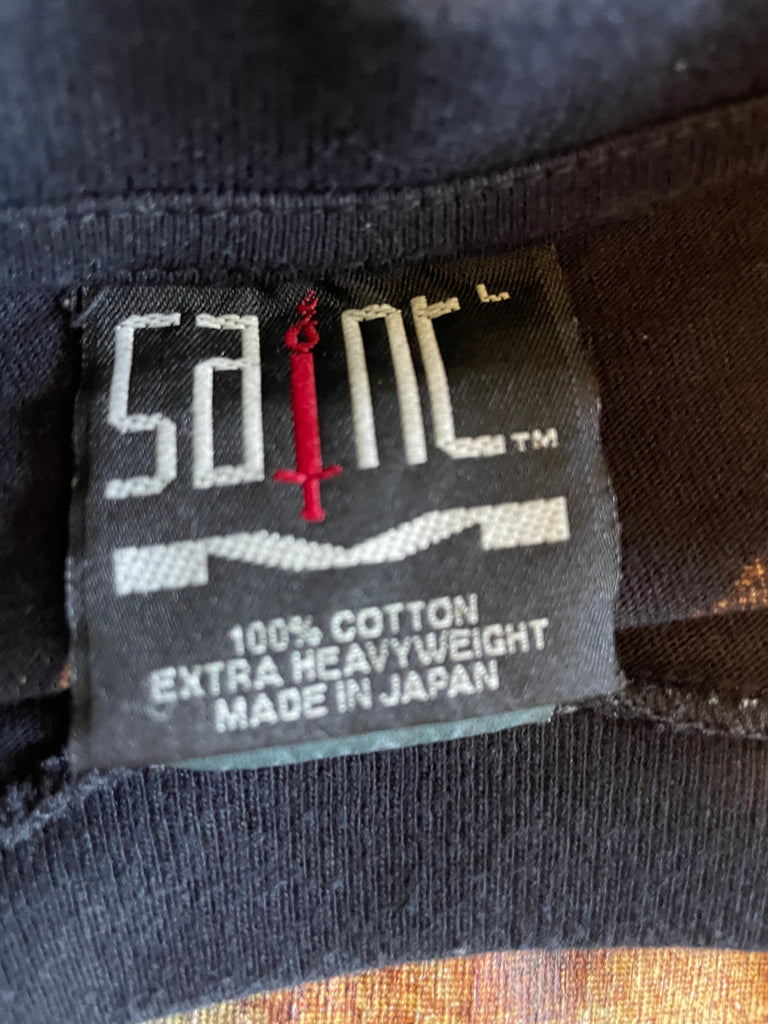 saint L
TM
100% COTTON
EXTRA HEAVYWEIGHT
MADE IN JAPAN